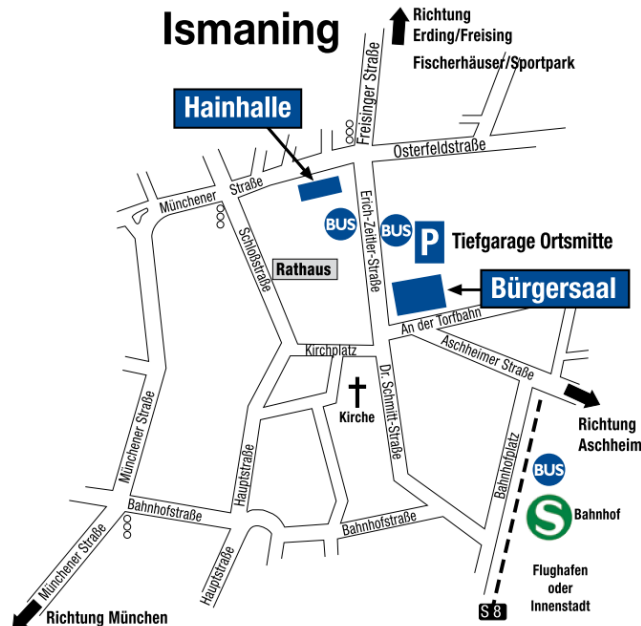 Ismaning
Richtung
Erding/Freising
Fischerhäuser/Sportpark
Hainhalle
Freisinger Straße
Osterfeldstraße
Münchener Straße
Schloßstraße
BUS
Erich-Zeitler-Straße
BUS
P
Tiefgarage Ortsmitte
Rathaus
Bürgersaal
An der Torfbahn
Kirchplatz
Aschheimer Straße
Dr. Schmitt-Straße
Kirche
Richtung
Aschheim
Münchener Straße
Hauptstraße
Bahnhofplatz
BUS
S
Bahnhof
Bahnhofstraße
Bahnhofstraße
Münchener Straße
Hauptstraße
Flughafen
oder
Innenstadt
S 8
Richtung München